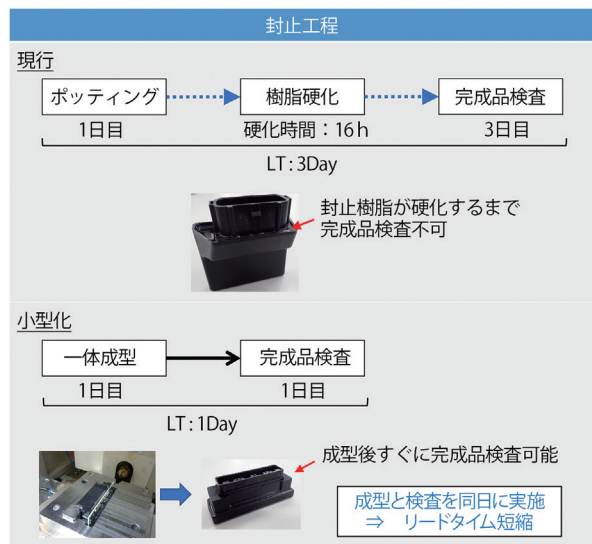 封止工程
現行
ポッティング
樹脂硬化
完成品検査
1日目
硬化時間：16h
3日目
LT：3Day
封止樹脂が硬化するまで
完成品検査不可
小型化
一体成型
完成品検査
1日目
1日目
LT：1Day
成型後すぐに完成品検査可能
成型と検査を同日に実施
⇒ リードタイム短縮